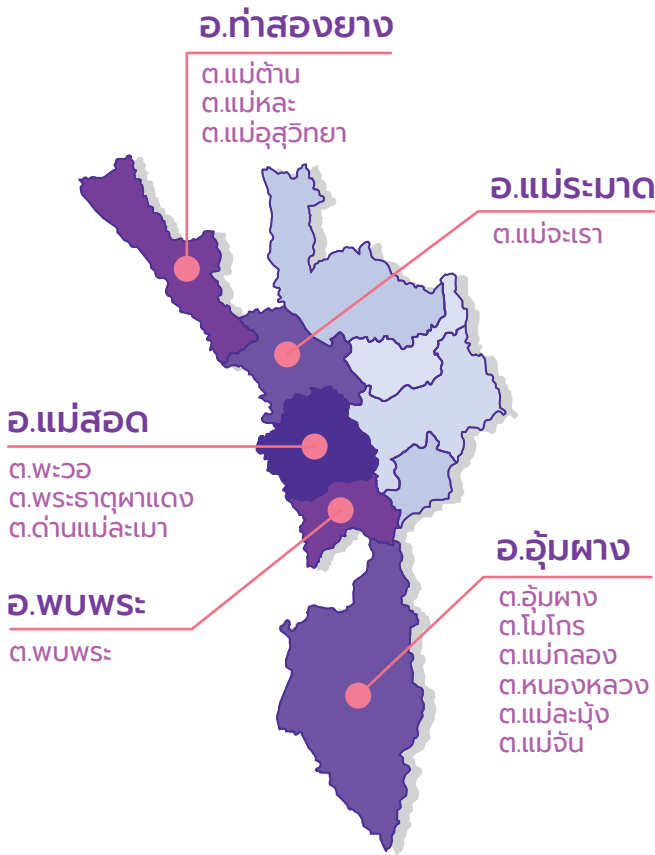 อ.ท่าสองยาง
ต.แม่ต้าน
ต.แม่หละ
ต.แม่อุสุวิทยา
อ.แม่ระมาด
ต.แม่จะเรา
อ.แม่สอด
ต.พะวอ
ต.พระธาตุผาแดง
ต.ด่านแม่ละเมา
อ.พบพระ
ต.พบพระ
อ.อุ้มผาง
ต.อุ้มผาง
ต.โมโกร
ต.แม่กลอง
ต.หนองหลวง
ต.แม่ละมุ้ง
ต.แม่จัน